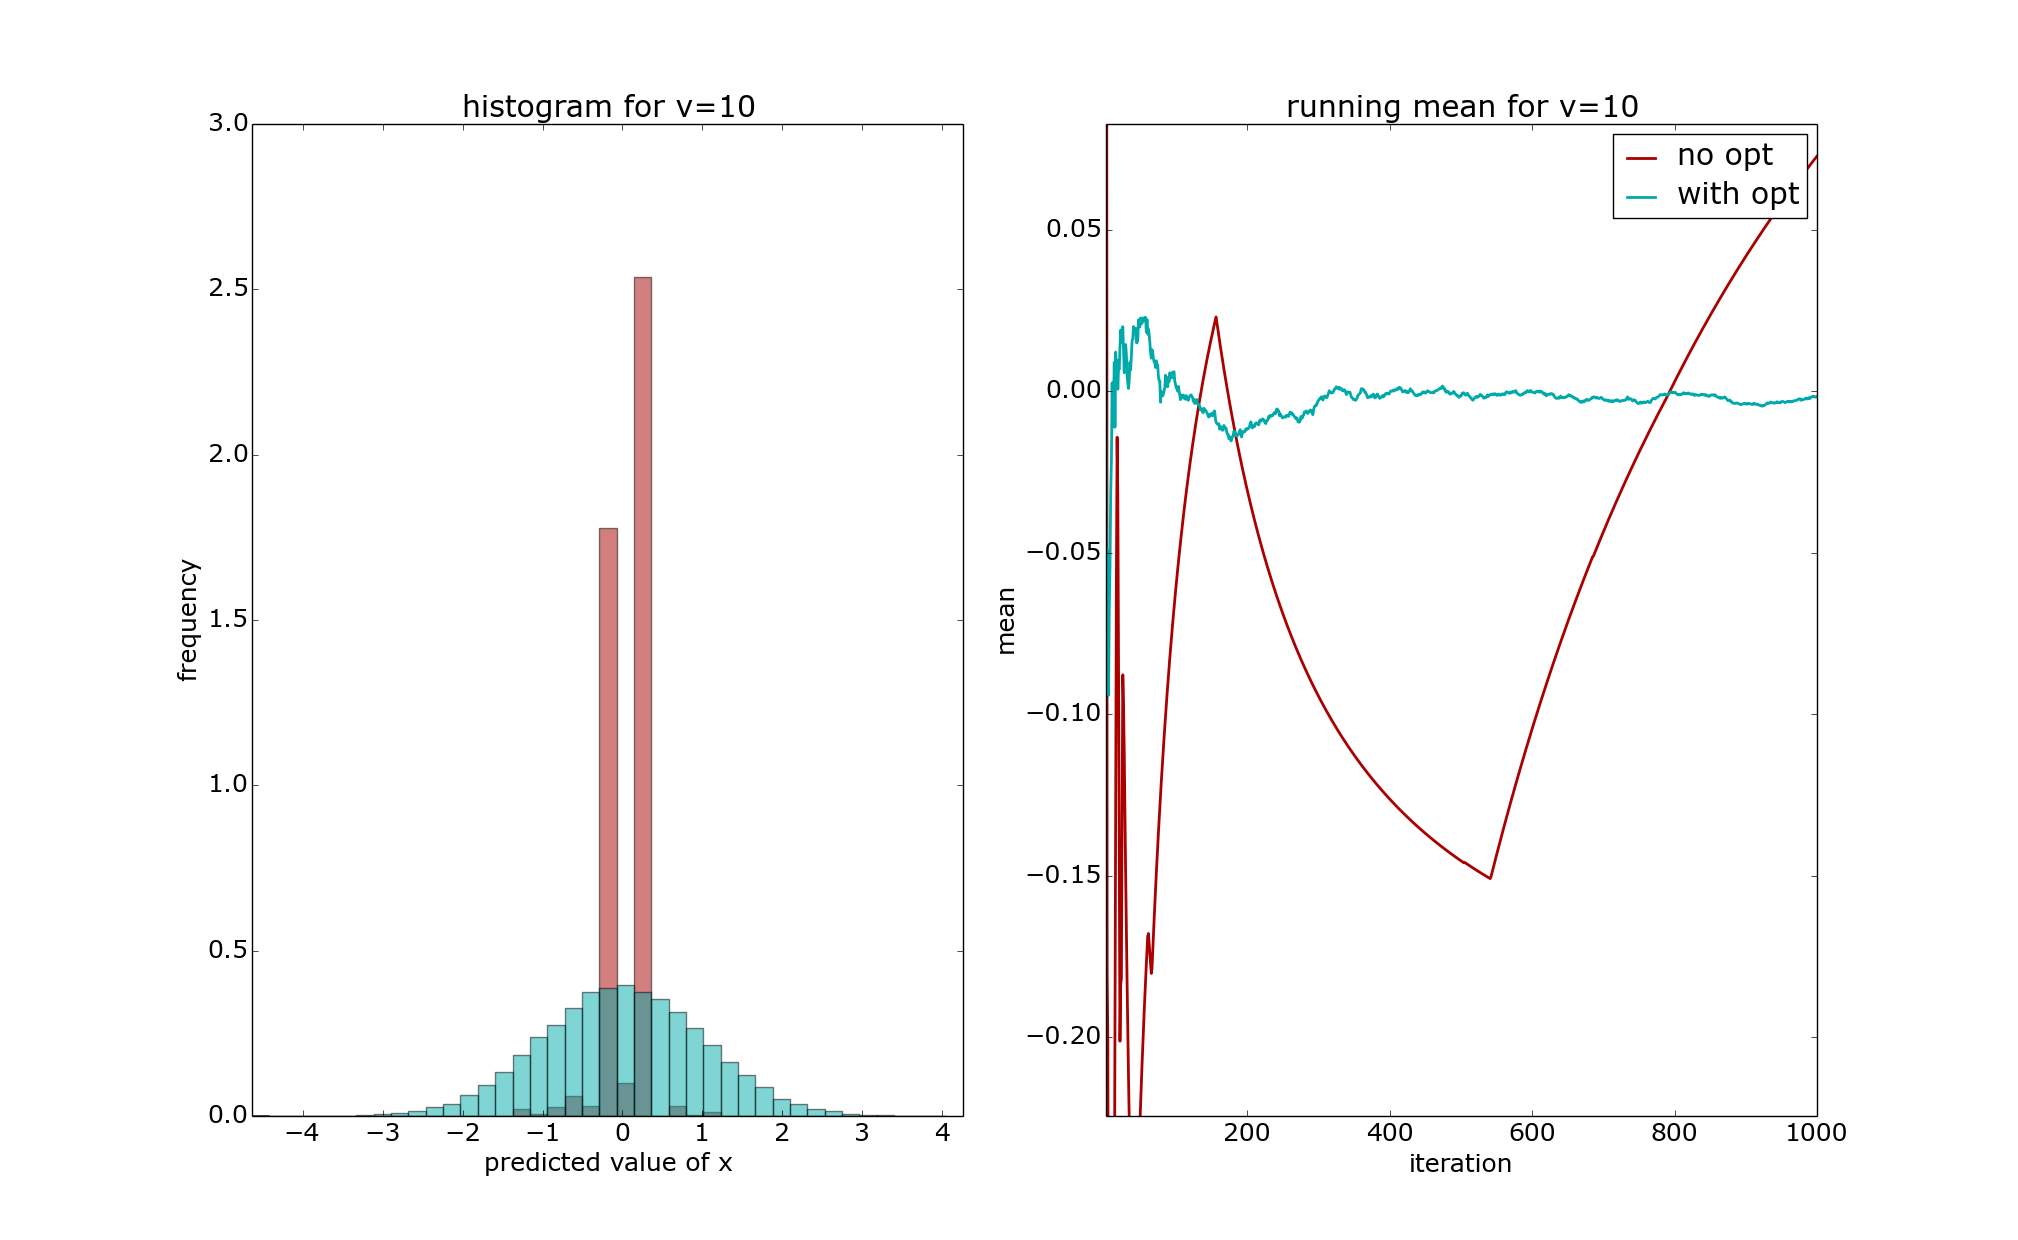 histogram for v=10
3.0
2.5
2.0
1.5
1.0
0.5
0.0
frequency
−4 −3 −2 −1 0 1 2 3 4
predicted value of x
running mean for v=10
no opt
with opt
0.05
0.00
−0.05
−0.10
−0.15
−0.20
mean
200 400 600 800 1000
iteration